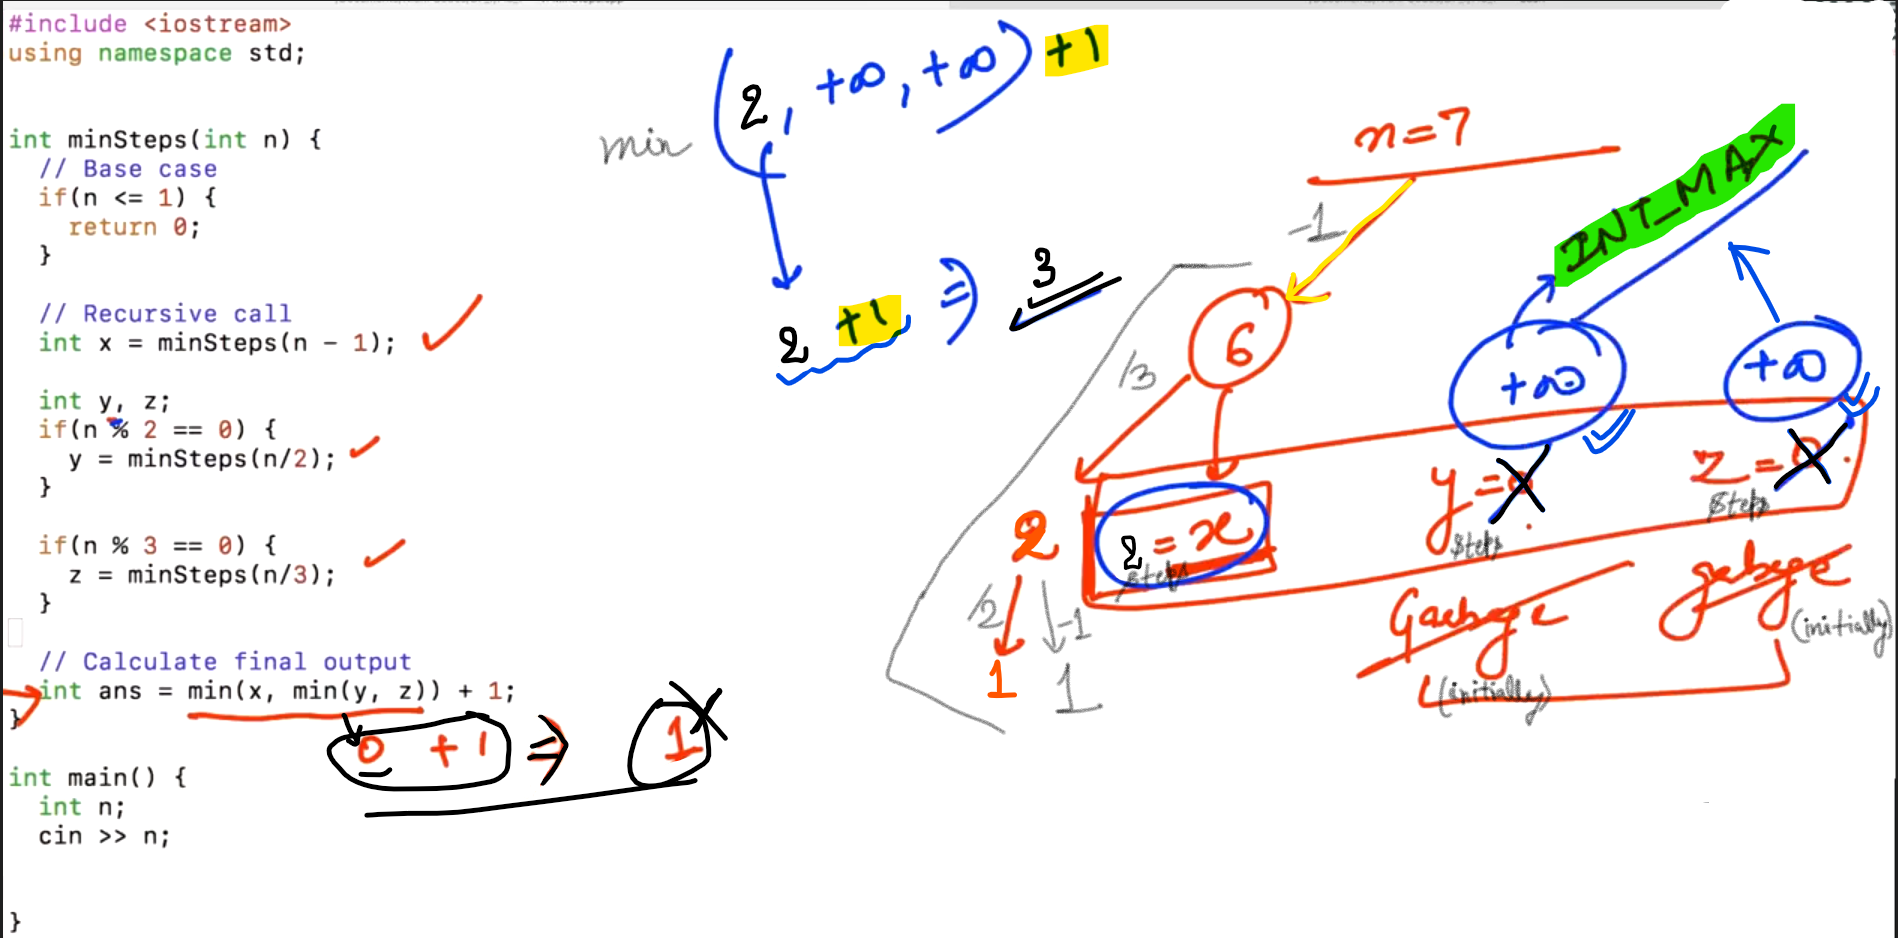 #include <iostream>
using namespace std;
int minSteps(int n) {
// Base case
if(n <= 1) {
return 0;
}
// Recursive call
int x = minSteps(n - 1);
int y, z;
if(n % 2 == 0) {
y = minSteps(n/2);
}
if(n % 3 == 0) {
z = minSteps(n/3);
}
// Calculate final output
int ans = min(x, min(y, z)) + 1;
}
0 + 1 ⇒ 1
int main() {
int n;
cin >> n;
}
min (2, +∞, +∞) +1
2 +1 ⇒ 3
n=7
-1
INT_MAX
6
/3
+∞
+∞
2
2 = x
steps
y = 0
steps
z = 0
steps
/2
-1
1
1
Garbage
(initially)
garbage
(initially)